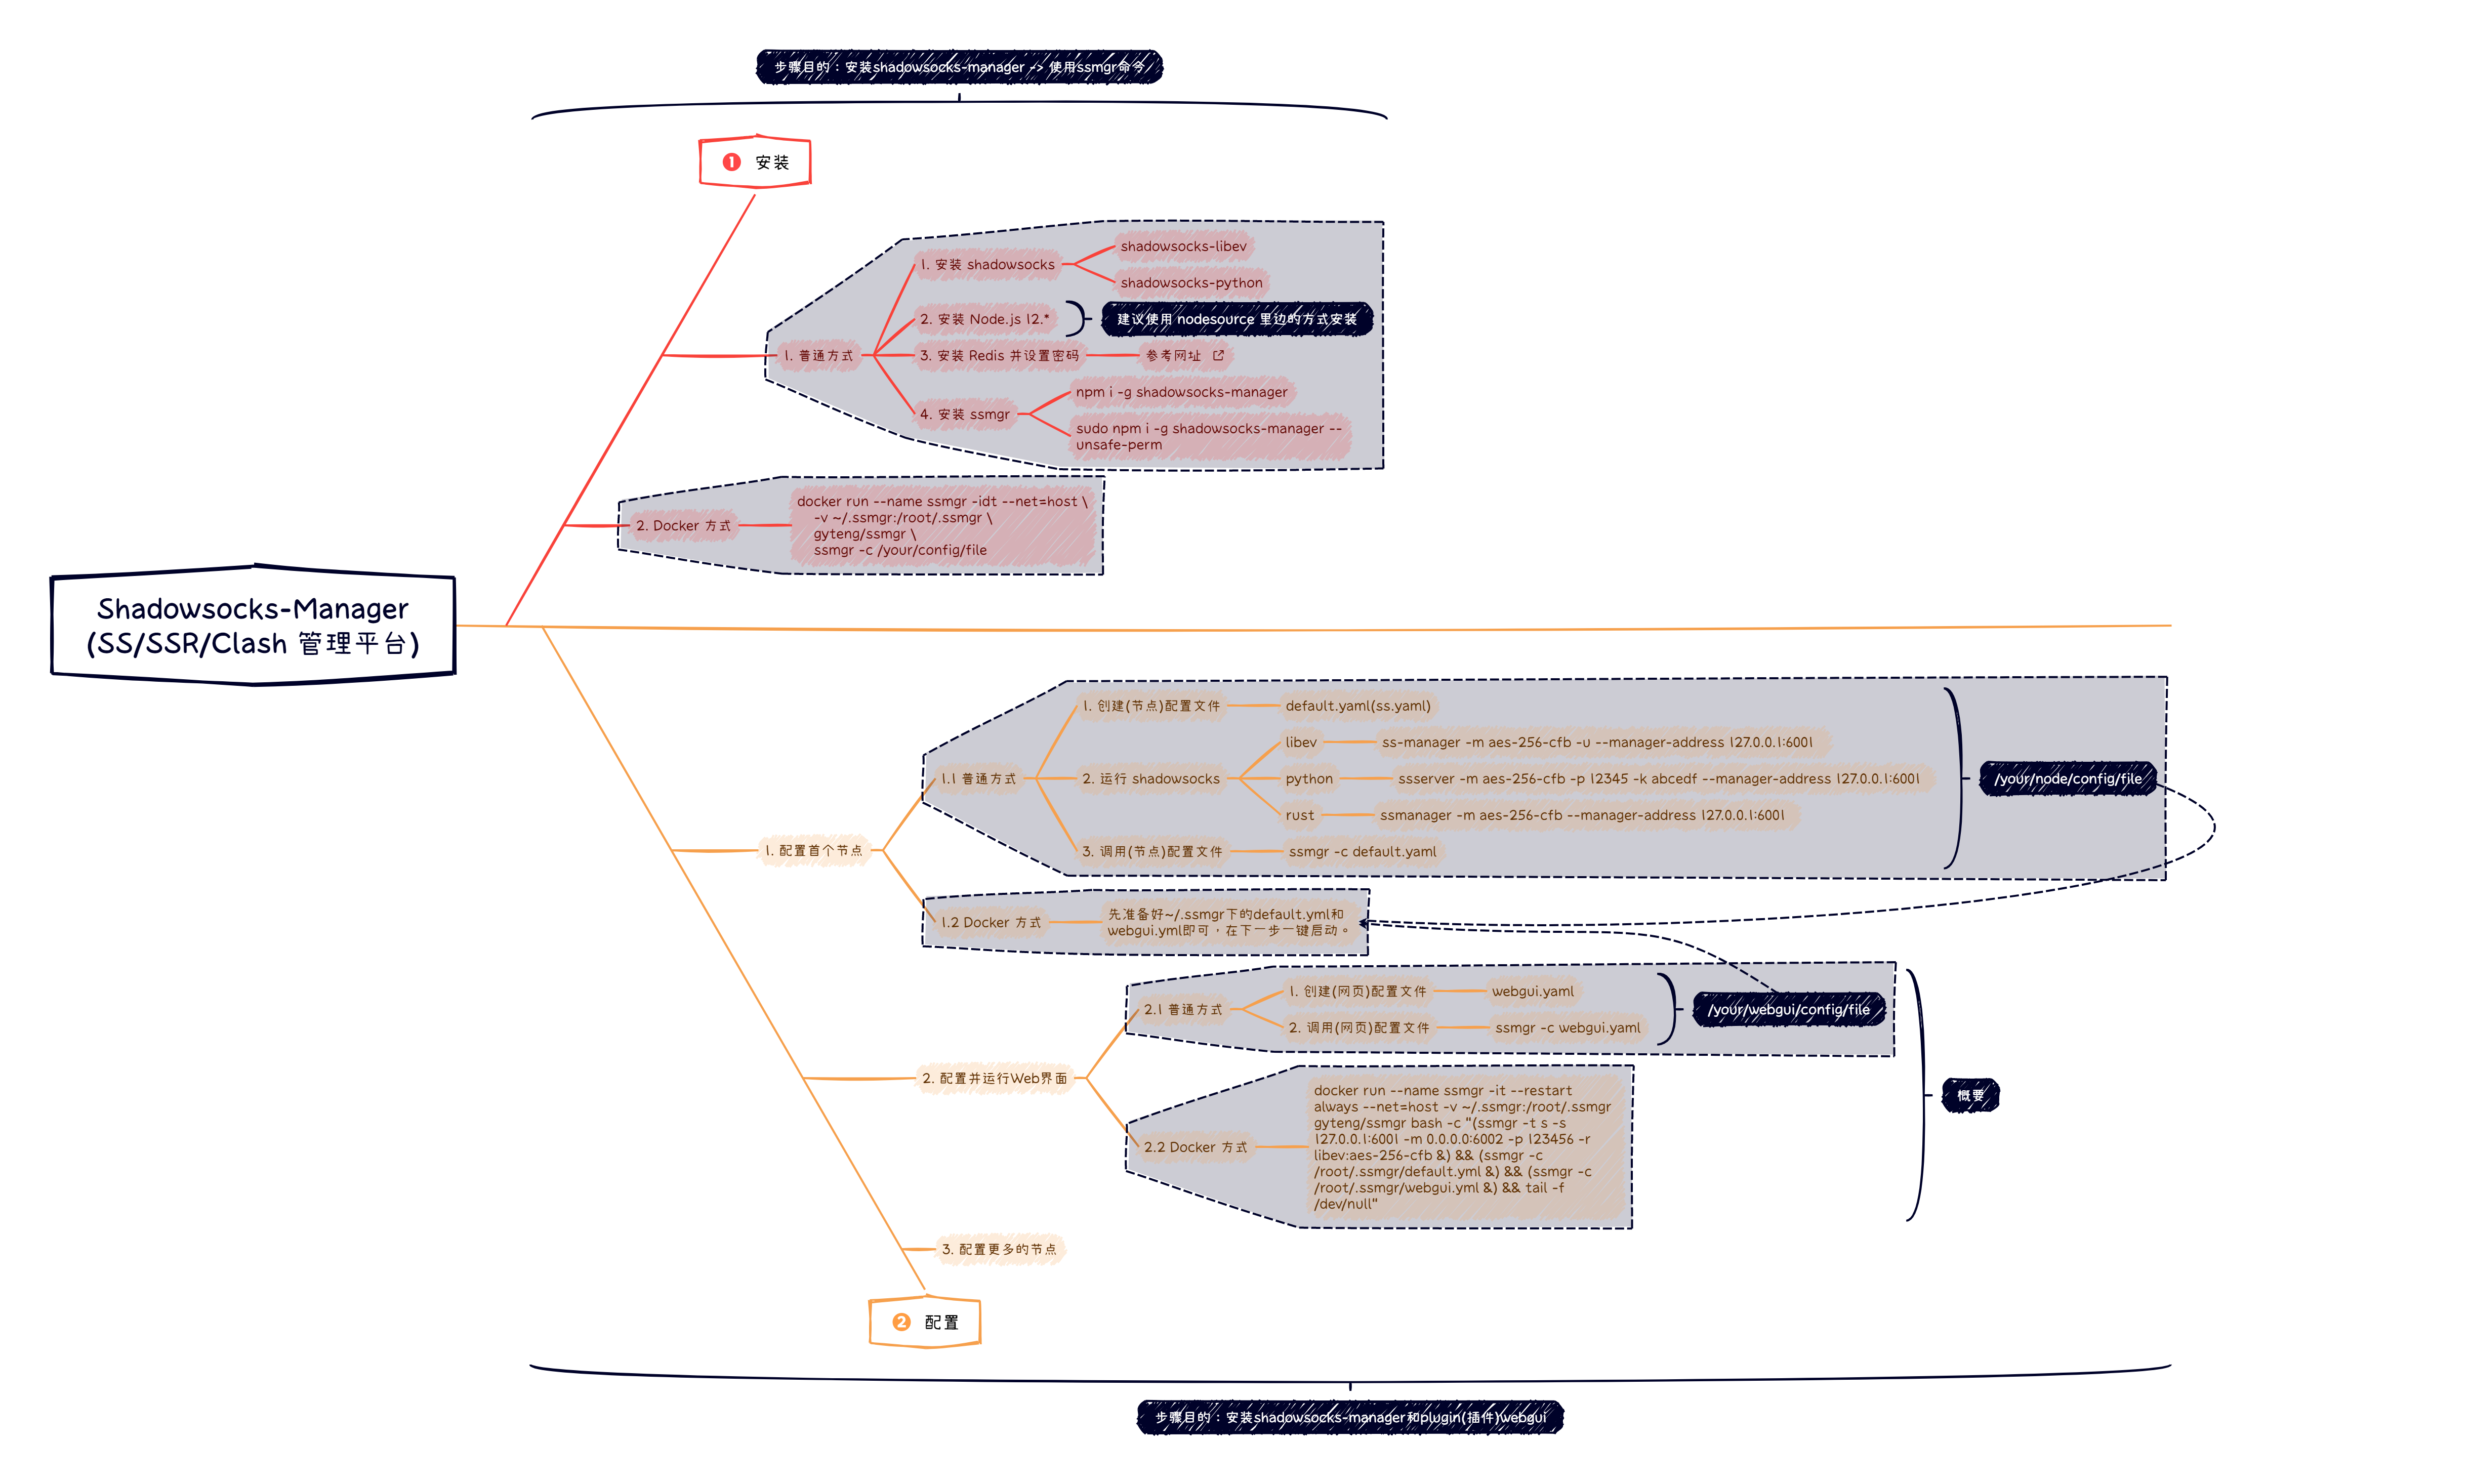 步骤目的：安装shadowsocks-manager -> 使用ssmgr命令
1 安装
1. 普通方式
1. 安装 shadowsocks
shadowsocks-libev
shadowsocks-python
2. 安装 Node.js 12.*
建议使用 nodesource 里边的方式安装
3. 安装 Redis 并设置密码
参考网址
4. 安装 ssmgr
npm i -g shadowsocks-manager
sudo npm i -g shadowsocks-manager --
unsafe-perm
2. Docker 方式
docker run --name ssmgr -idt --net=host \
-v ~/.ssmgr:/root/.ssmgr \
gyteng/ssmgr \
ssmgr -c /your/config/file
Shadowsocks-Manager
(SS/SSR/Clash 管理平台)
1. 配置首个节点
1.1 普通方式
1. 创建(节点)配置文件
default.yaml(ss.yaml)
2. 运行 shadowsocks
libev
ss-manager -m aes-256-cfb -u --manager-address 127.0.0.1:6001
python
ssserver -m aes-256-cfb -p 12345 -k abcedf --manager-address 127.0.0.1:6001
rust
ssmanager -m aes-256-cfb --manager-address 127.0.0.1:6001
3. 调用(节点)配置文件
ssmgr -c default.yaml
/your/node/config/file
1.2 Docker 方式
先准备好~/.ssmgr下的default.yml和
webgui.yml即可，在下一步一键启动。
2. 配置并运行Web界面
2.1 普通方式
1. 创建(网页)配置文件
webgui.yaml
2. 调用(网页)配置文件
ssmgr -c webgui.yaml
/your/webgui/config/file
2.2 Docker 方式
docker run --name ssmgr -it --restart
always --net=host -v ~/.ssmgr:/root/.ssmgr
gyteng/ssmgr bash -c "(ssmgr -t s -s
127.0.0.1:6001 -m 0.0.0.0:6002 -p 123456 -r
libev:aes-256-cfb &) && (ssmgr -c
/root/.ssmgr/default.yml &) && (ssmgr -c
/root/.ssmgr/webgui.yml &) && tail -f
/dev/null"
概要
3. 配置更多的节点
2 配置
步骤目的：安装shadowsocks-manager和plugin(插件)webgui